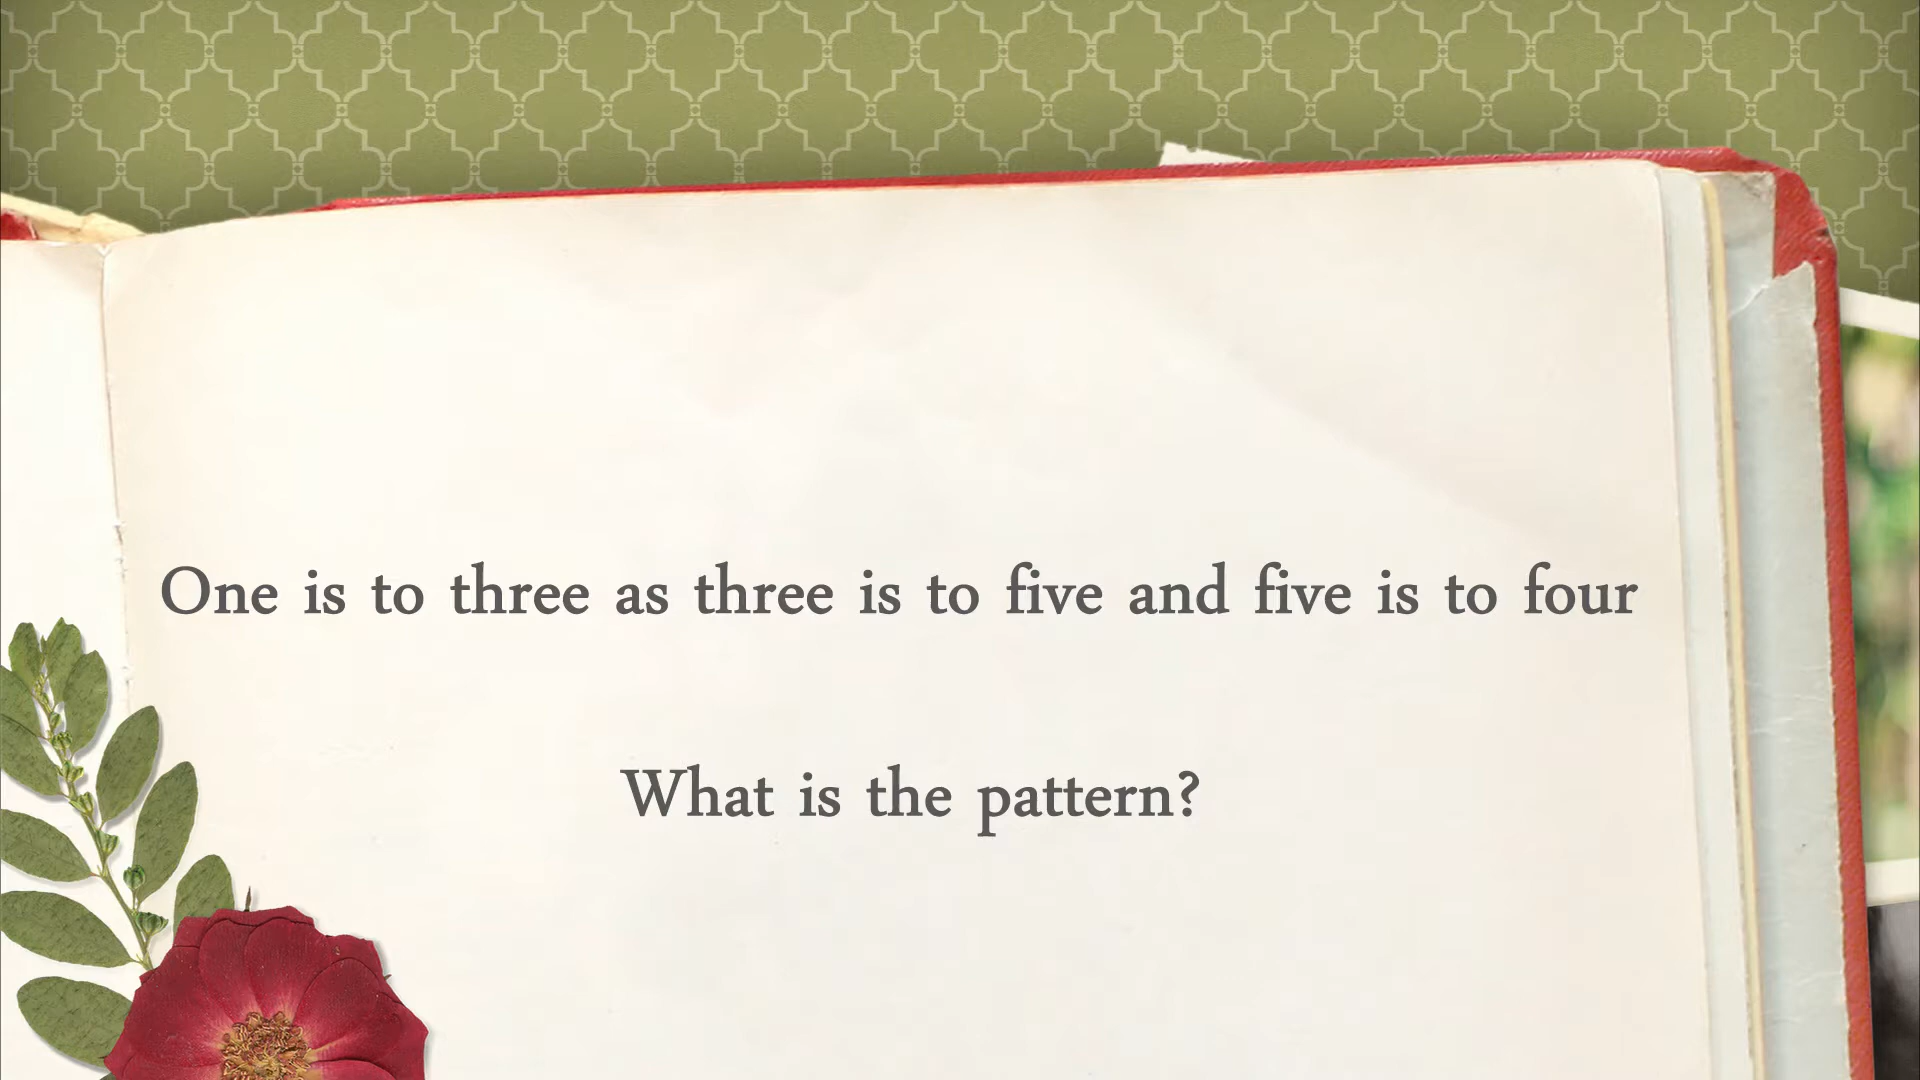 One is to three as three is to five and five is to four
What is the pattern?